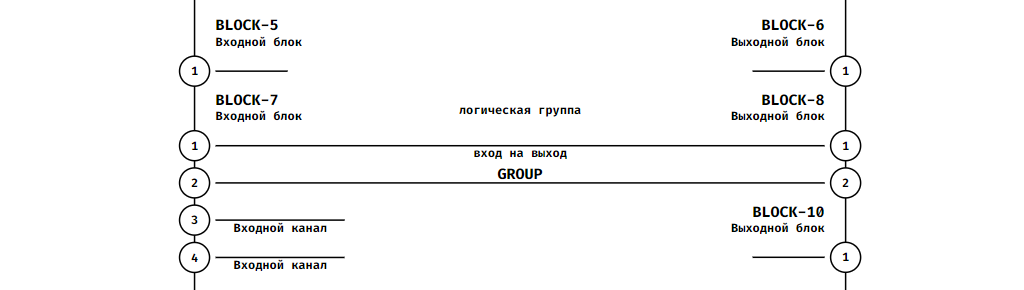 BLOCK-5
Входной блок
BLOCK-6
Выходной блок
1
1
BLOCK-7
Входной блок
логическая группа
BLOCK-8
Выходной блок
1
вход на выход
1
2
GROUP
2
3
Входной канал
BLOCK-10
Выходной блок
4
Входной канал
1